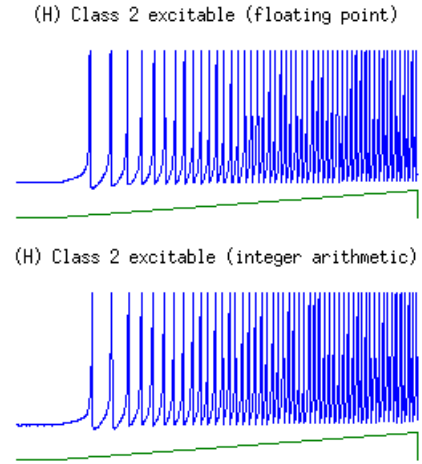 (H) Class 2 excitable (floating point)
(H) Class 2 excitable (integer arithmetic)